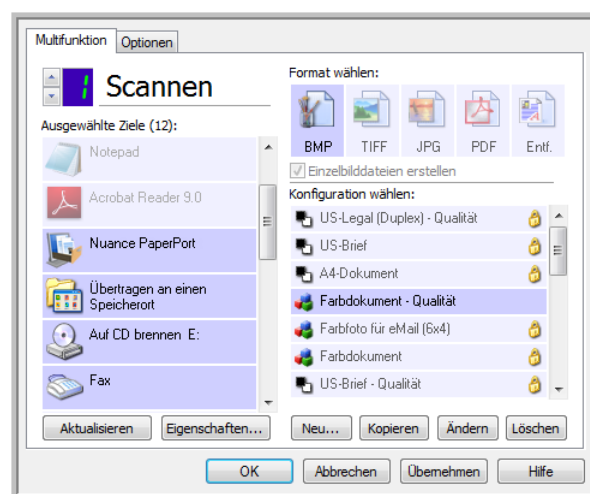 Multifunktion
Optionen
1
Scannen
Ausgewählte Ziele (12):
Notepad
Acrobat Reader 9.0
Nuance PaperPort
Übertragen an einen
Speicherort
Auf CD brennen E:
Fax
Aktualisieren
Eigenschaften...
Format wählen:
BMP
TIFF
JPG
PDF
Entf.
Einzelbilddateien erstellen
Konfiguration wählen:
US-Legal (Duplex) - Qualität
US-Brief
A4-Dokument
Farbdokument - Qualität
Farbfoto für eMail (6x4)
Farbdokument
US-Brief - Qualität
Neu...
Kopieren
Ändern
Löschen
OK
Abbrechen
Übernehmen
Hilfe